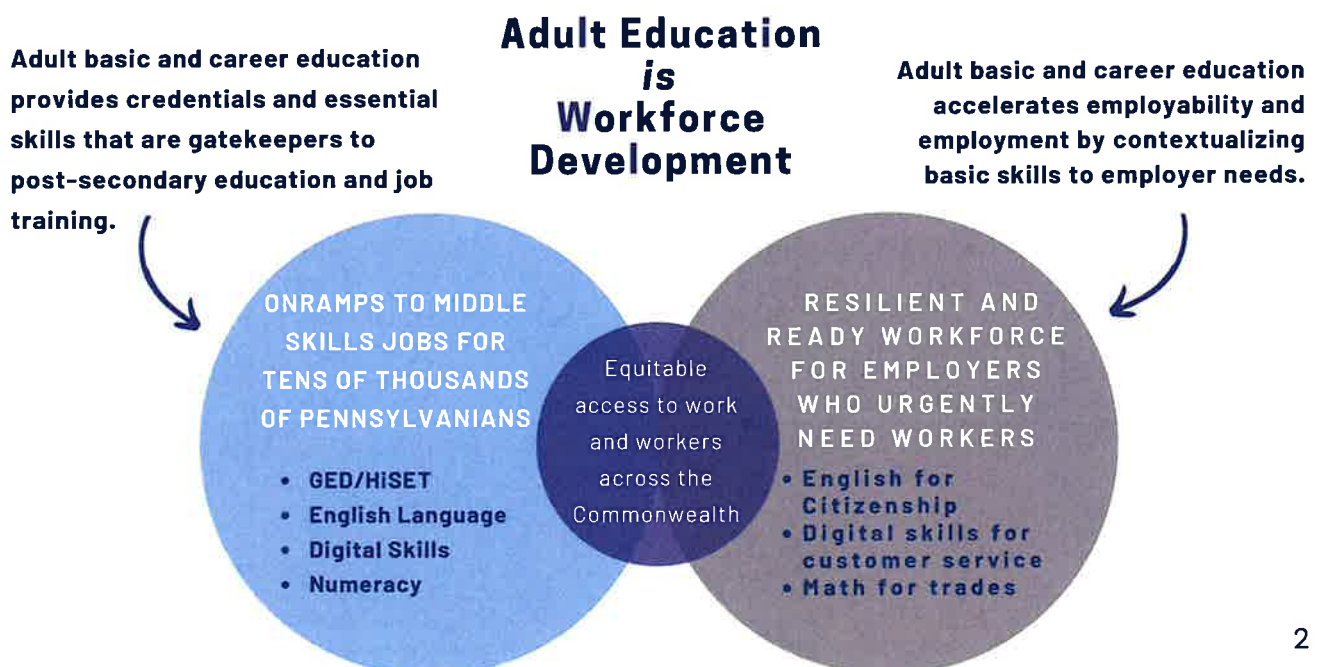 Adult Education
is
Workforce
Development
Adult basic and career education
provides credentials and essential
skills that are gatekeepers to
post-secondary education and job
training.
Adult basic and career education
accelerates employability and
employment by contextualizing
basic skills to employer needs.
ONRAMPS TO MIDDLE
SKILLS JOBS FOR
TENS OF THOUSANDS
OF PENNSYLVANIANS
• GED/HiSET
• English Language
• Digital Skills
• Numeracy
Equitable
access to work
and workers
across the
Commonwealth
RESILIENT AND
READY WORKFORCE
FOR EMPLOYERS
WHO URGENTLY
NEED WORKERS
• English for
Citizenship
• Digital skills for
customer service
• Math for trades
2